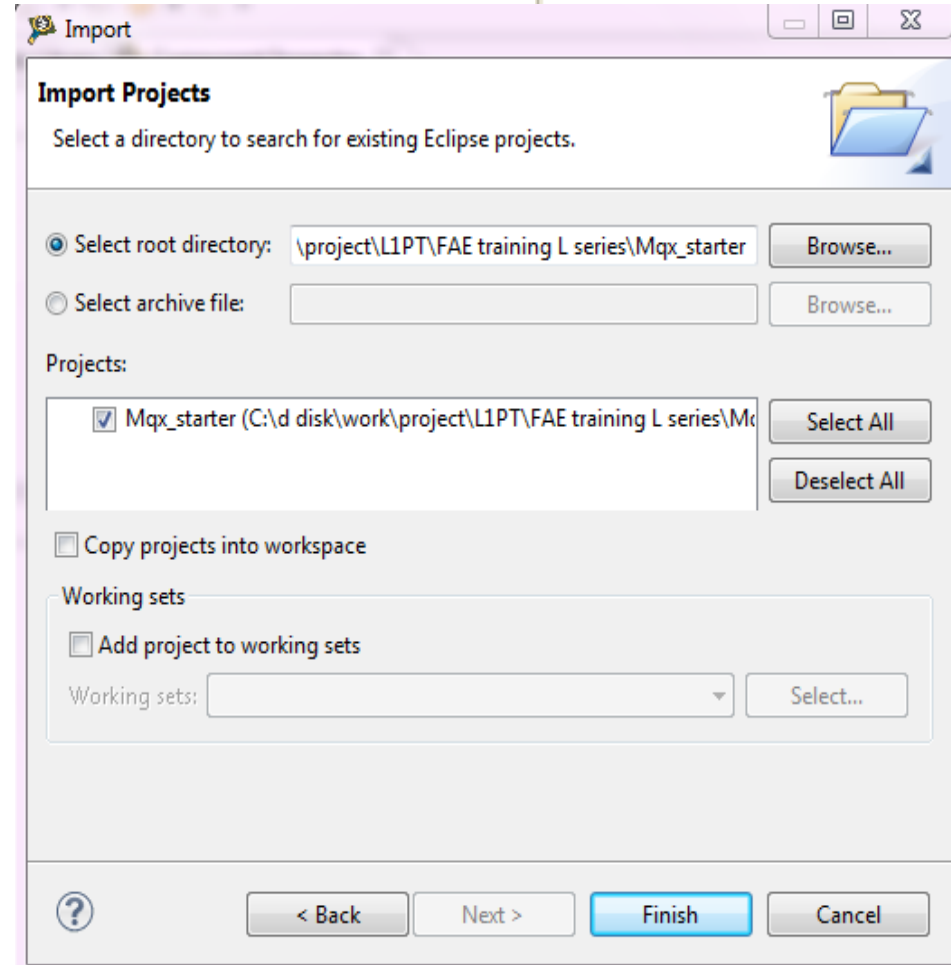 Import
Import Projects
Select a directory to search for existing Eclipse projects.
Select root directory: \project\L1PT\FAE training L series\Mqx_starter Browse...
Select archive file: Browse...
Projects:
Mqx_starter (C:\d disk\work\project\L1PT\FAE training L series\Mq Select All
Deselect All
Copy projects into workspace
Working sets
Add project to working sets
Working sets: Select...
? < Back Next > Finish Cancel